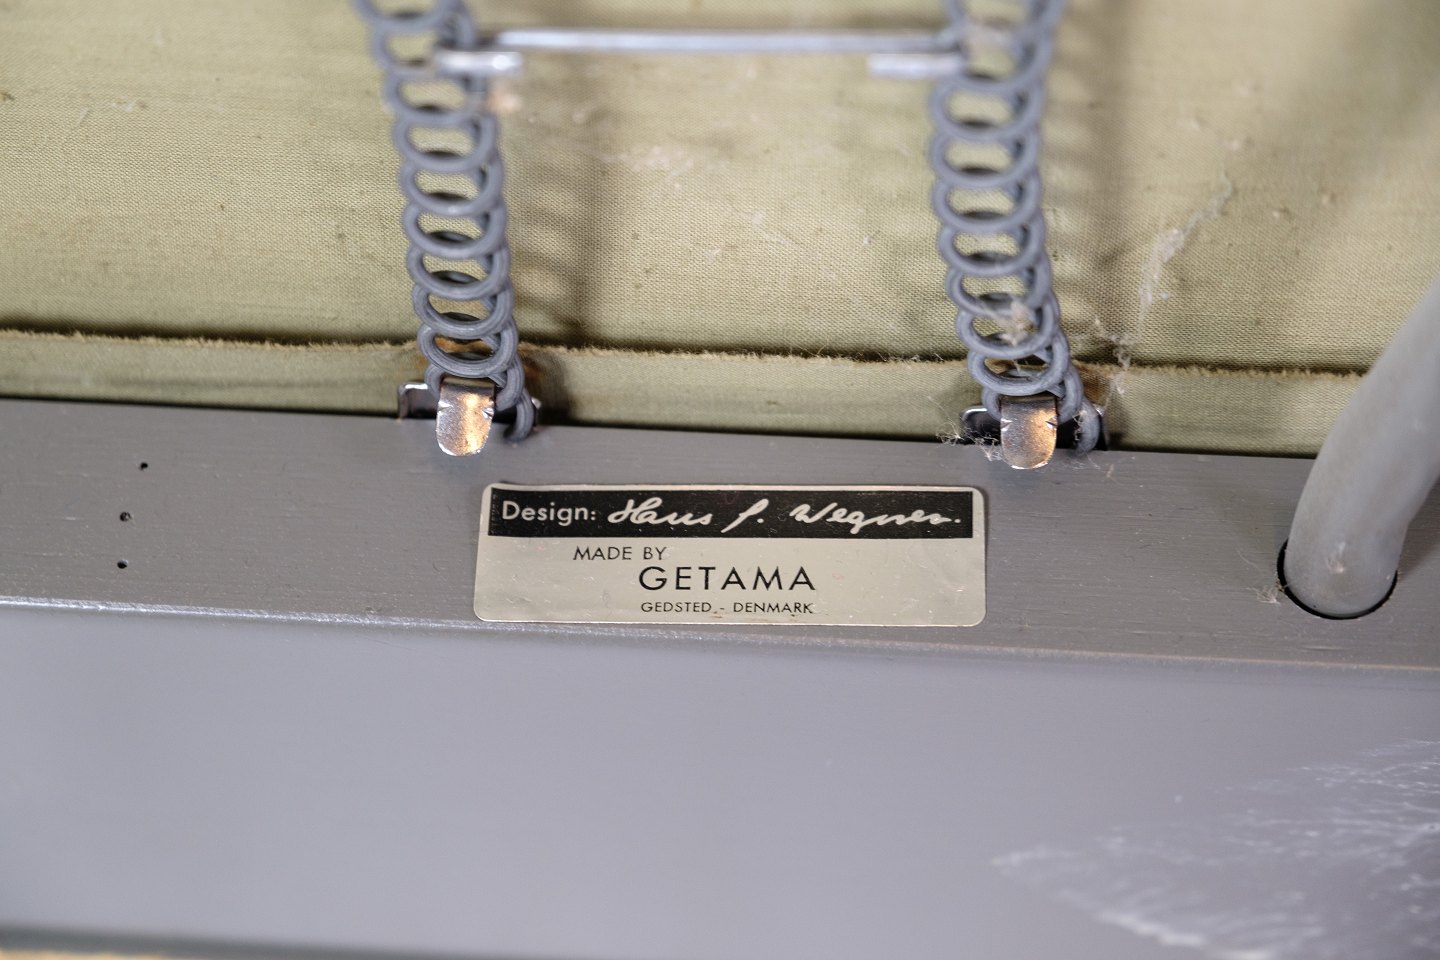 Design: Hans J. Wegner.
MADE BY
GETAMA
GEDSTED - DENMARK